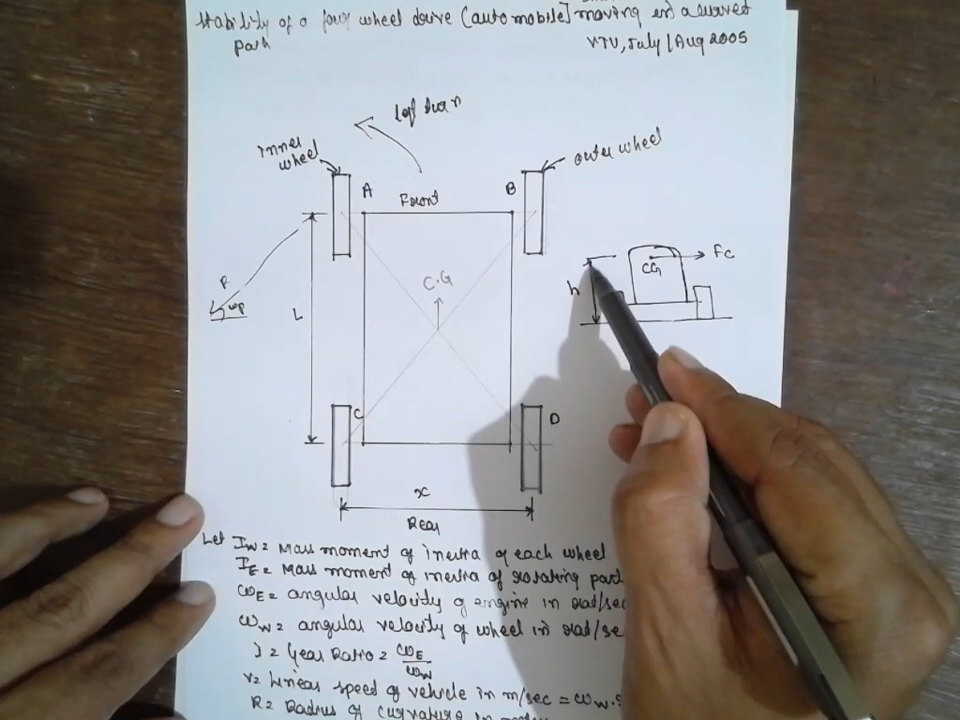 Stability of a four wheel drive (automobile) moving in a curved
path
VTU, July/Aug 2005
left turn
inner
wheel
outer wheel
A
Front
B
C.G
R
ωp
L
Fc
CG
h
C
D
x
Rear
Let Iw = Mass moment of inertia of each wheel
IE = Mass moment of inertia of rotating part
ωE = angular velocity of engine in rad/sec
ωw = angular velocity of wheel in rad/se
= Gear Ratio = ωE/ωw
v = Linear speed of vehicle in m/sec = ωw.
R = Radius of curvature in